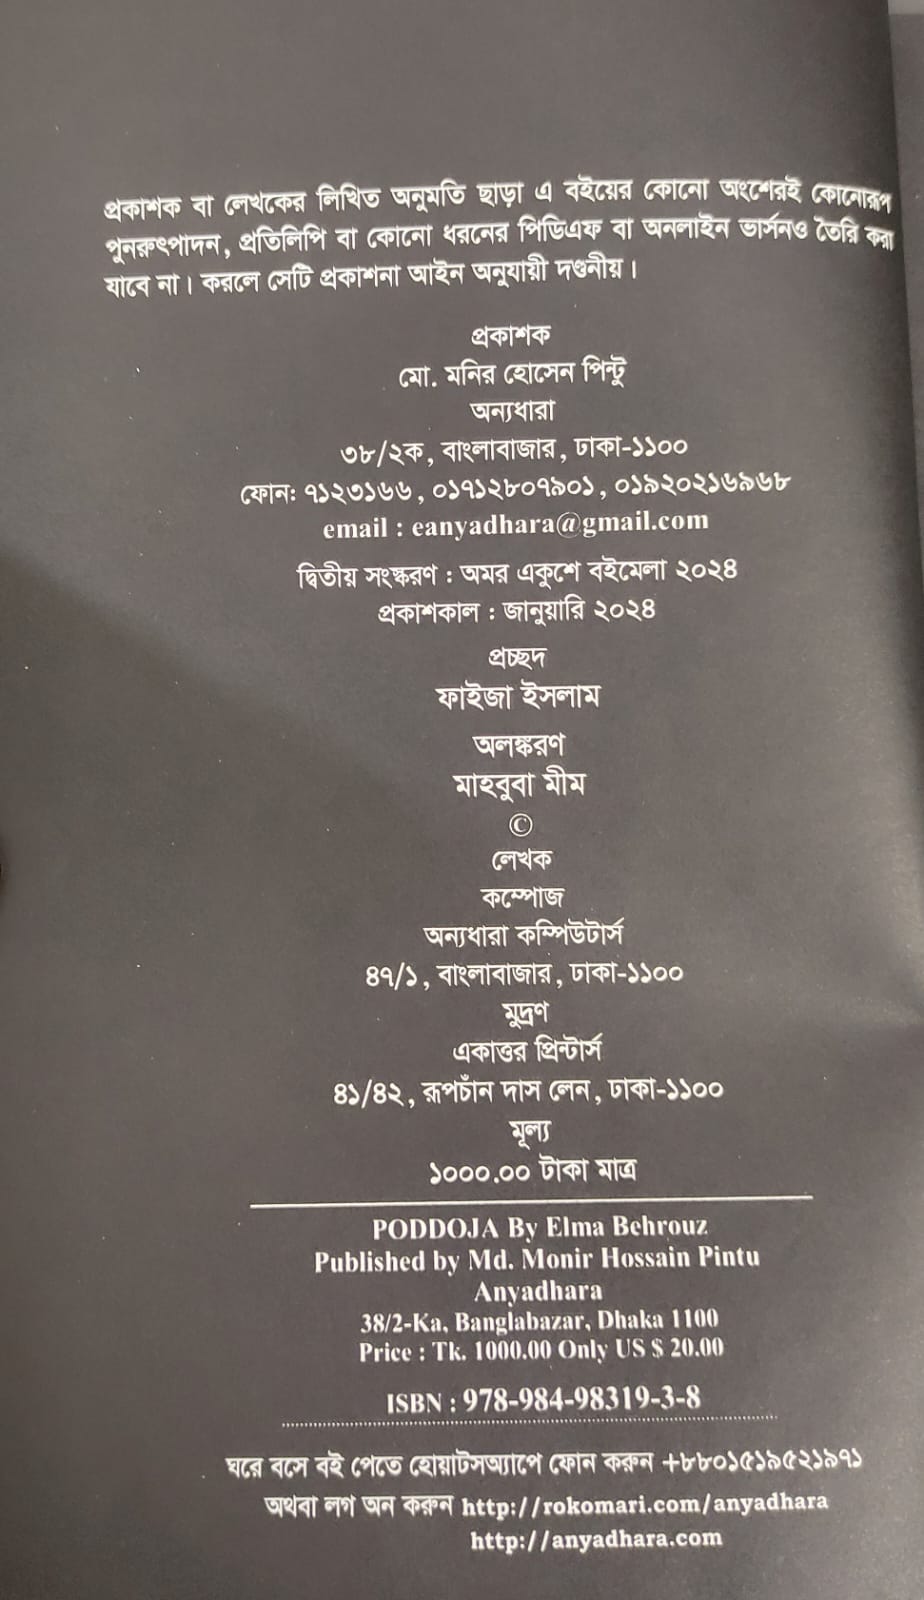 প্রকাশক বা লেখকের লিখিত অনুমতি ছাড়া এ বইয়ের কোনো অংশেরই কোনোরূপ
পুনরুৎপাদন, প্রতিলিপি বা কোনো ধরনের পিডিএফ বা অনলাইন ভার্সনও তৈরি করা
যাবে না। করলে সেটি প্রকাশনা আইন অনুযায়ী দণ্ডনীয়।
প্রকাশক
মো. মনির হোসেন পিন্টু
অন্যধারা
৩৮/২ক, বাংলাবাজার, ঢাকা-১১০০
ফোন: ৭১২৩১৬৬, ০১৭১২৮০৭৯০১, ০১৯২০২১৬৯৬৮
email : eanyadhara@gmail.com
দ্বিতীয় সংস্করণ : অমর একুশে বইমেলা ২০২৪
প্রকাশকাল : জানুয়ারি ২০২৪
প্রচ্ছদ
ফাইজা ইসলাম
অলঙ্করণ
মাহবুবা মীম
©
লেখক
কম্পোজ
অন্যধারা কম্পিউটার্স
৪৭/১, বাংলাবাজার, ঢাকা-১১০০
মুদ্রণ
একাত্তর প্রিন্টার্স
৪১/৪২, রূপচাঁন দাস লেন, ঢাকা-১১০০
মূল্য
১০০০.০০ টাকা মাত্র
PODDOJA By Elma Behrouz
Published by Md. Monir Hossain Pintu
Anyadhara
38/2-Ka, Banglabazar, Dhaka 1100
Price : Tk. 1000.00 Only US $ 20.00
ISBN : 978-984-98319-3-8
ঘরে বসে বই পেতে হোয়াটসঅ্যাপে ফোন করুন +৮৮০১৫১৯৫২১৯৭১
অথবা লগ অন করুন http://rokomari.com/anyadhara
http://anyadhara.com